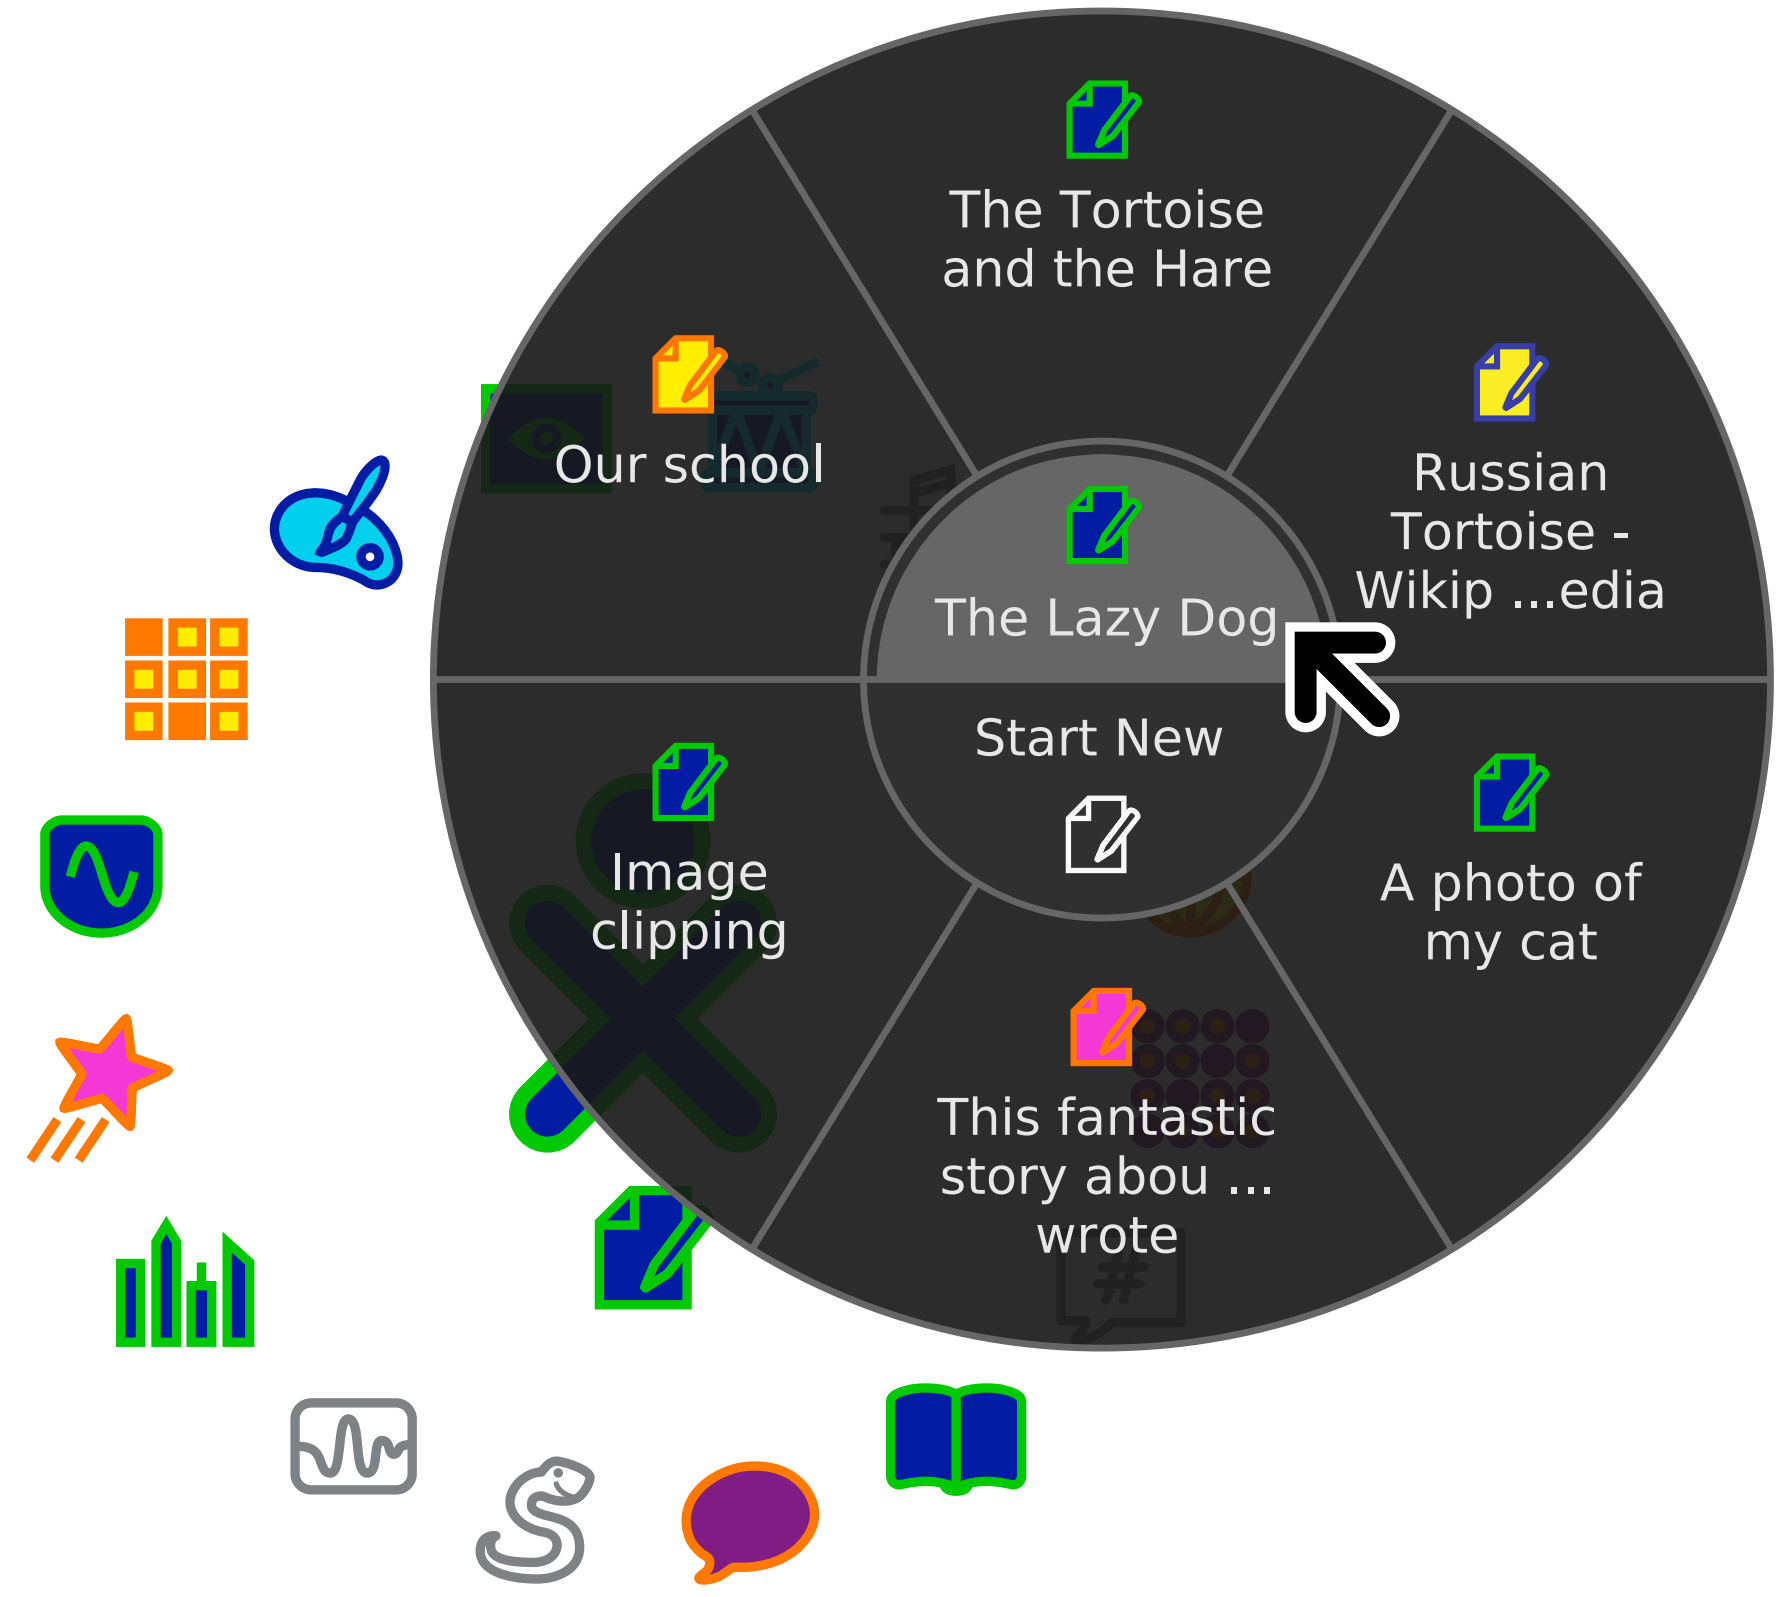 The Tortoise
and the Hare
Our school
Russian
Tortoise -
Wikip ...edia
The Lazy Dog
Start New
Image
clipping
A photo of
my cat
This fantastic
story abou ...
wrote
#